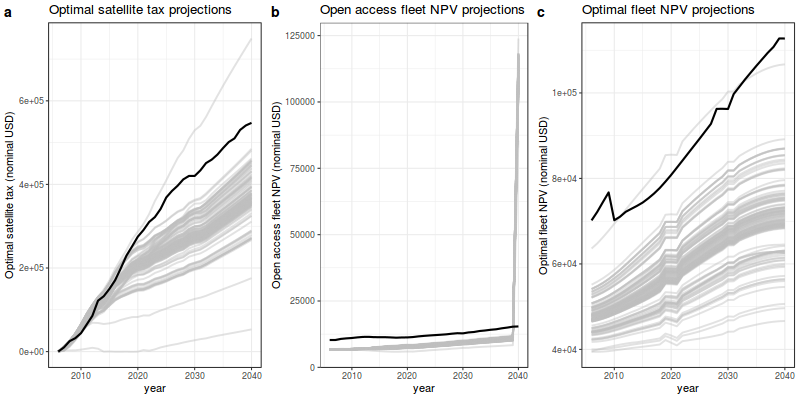 a
Optimal satellite tax projections
Optimal satellite tax (nominal USD)
6e+05
4e+05
2e+05
0e+00
2010
2020
2030
2040
year
b
Open access fleet NPV projections
Open access fleet NPV (nominal USD)
125000
100000
75000
50000
25000
0
2010
2020
2030
2040
year
c
Optimal fleet NPV projections
Optimal fleet NPV (nominal USD)
1e+05
8e+04
6e+04
4e+04
2010
2020
2030
2040
year